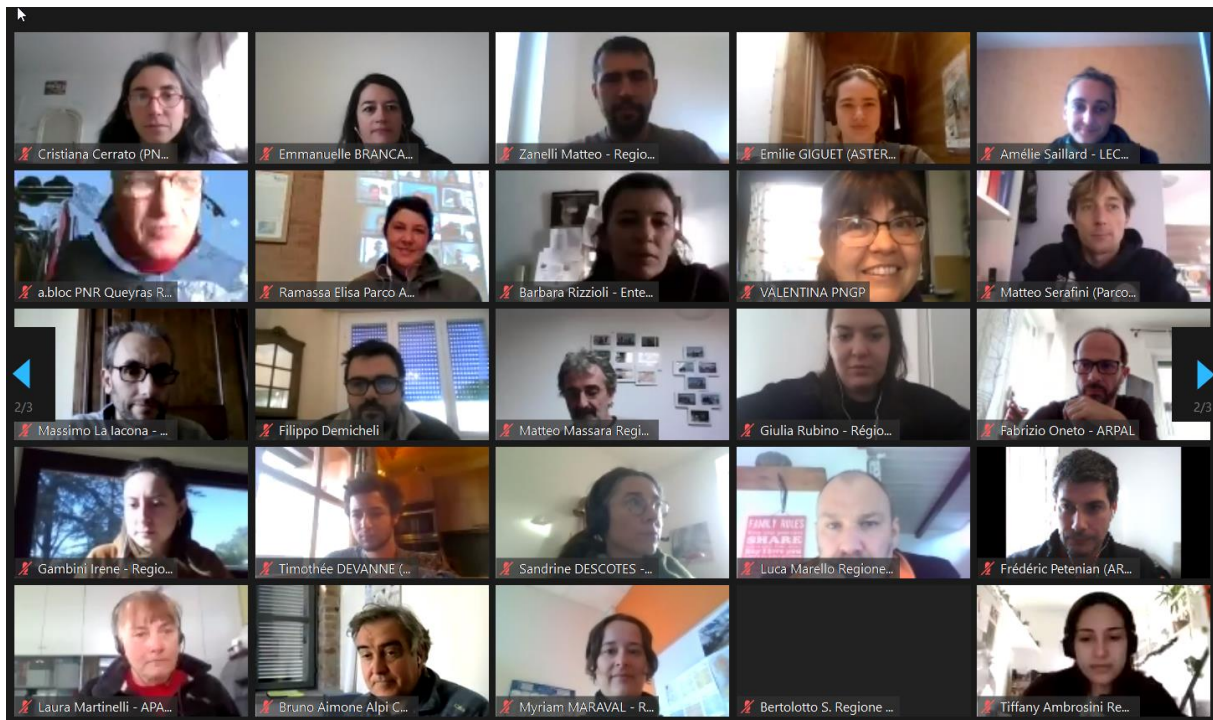 Cristiana Cerrato (PN...
Emmanuelle BRANCA...
Zanelli Matteo - Regio...
Emilie GIGUET (ASTER...
Amélie Saillard - LEC...
a.bloc PNR Queyras R...
Ramassa Elisa Parco A...
Barbara Rizzioli - Ente...
VALENTINA PNGP
Matteo Serafini (Parco...
2/3
Massimo La Iacona - ...
Filippo Demicheli
Matteo Massara Regi...
Giulia Rubino - Régio...
Fabrizio Oneto - ARPAL
2/3
Gambini Irene - Regio...
Timothée DEVANNE (...
Sandrine DESCOTES -...
FAMILY RULES
SHARE
Luca Marello Regione...
Frédéric Petenian (AR...
Laura Martinelli - APA...
Bruno Aimone Alpi C...
Myriam MARAVAL - R...
Bertolotto S. Regione ...
Tiffany Ambrosini Re...